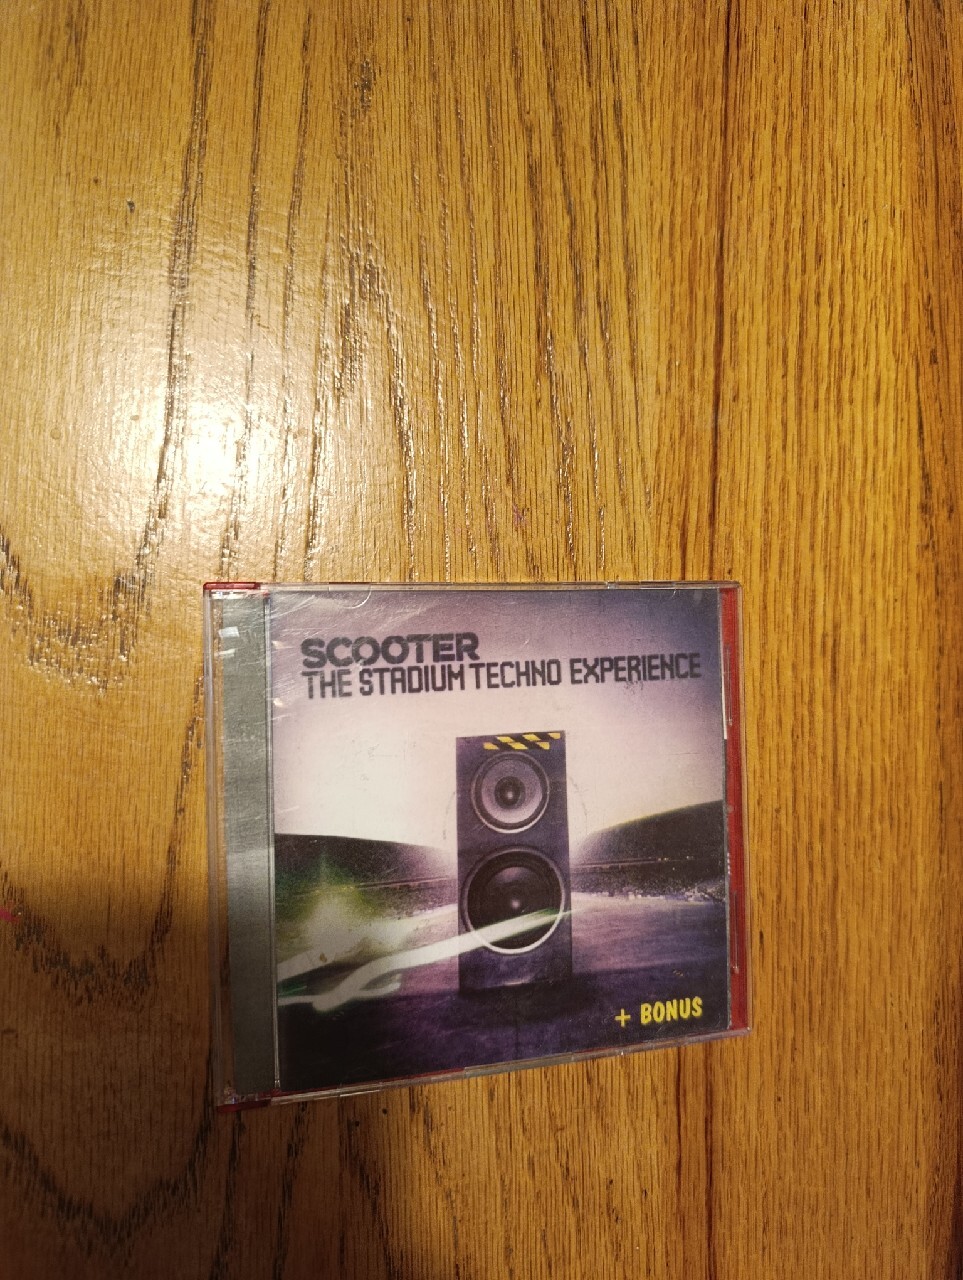 SCOOTER
THE STADIUM TECHNO EXPERIENCE
+ BONUS